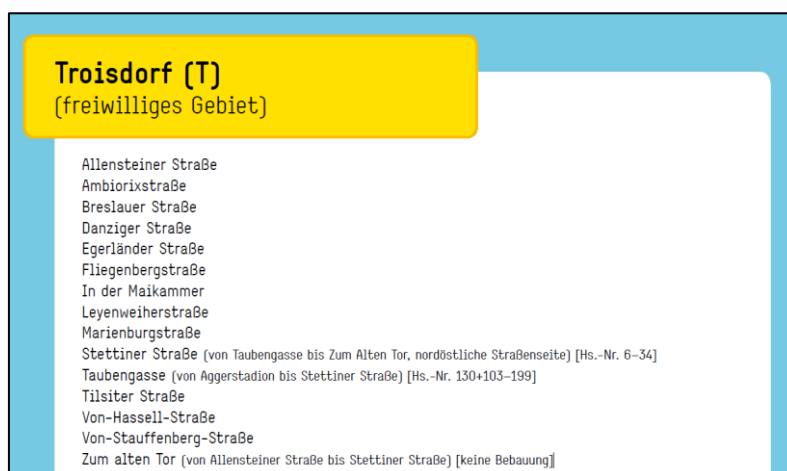 Troisdorf (T)
(freiwilliges Gebiet)
Allensteiner Straße
Ambiorixstraße
Breslauer Straße
Danziger Straße
Egerländer Straße
Fliegenbergstraße
In der Maikammer
Leyenweiherstraße
Marienburgstraße
Stettiner Straße (von Taubengasse bis Zum Alten Tor, nordöstliche Straßenseite) [Hs.-Nr. 6–34]
Taubengasse (von Aggerstadion bis Stettiner Straße) [Hs.-Nr. 130+103–199]
Tilsiter Straße
Von-Hassell-Straße
Von-Stauffenberg-Straße
Zum alten Tor (von Allensteiner Straße bis Stettiner Straße) [keine Bebauung]